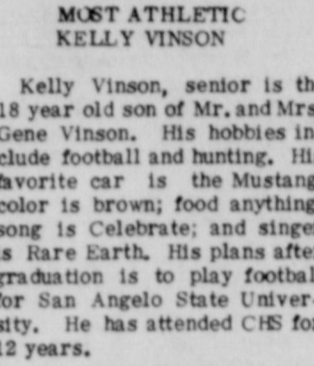 MOST ATHLETIC
KELLY VINSON
Kelly Vinson, senior is th
18 year old son of Mr. and Mrs
Gene Vinson. His hobbies in
clude football and hunting. Hi
favorite car is the Mustang
color is brown; food anything
song is Celebrate; and singe
is Rare Earth. His plans afte
graduation is to play footbal
for San Angelo State Univer-
sity. He has attended CHS fo
12 years.